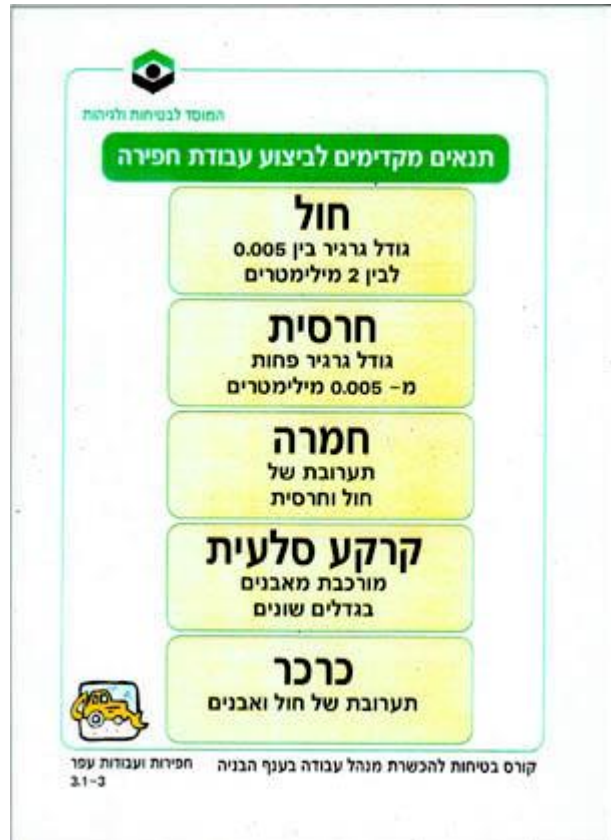 המוסד לבטיחות ולגיהות
תנאים מקדימים לביצוע עבודת חפירה
חול
גודל גרגיר בין 0.005
לבין 2 מילימטרים
חרסית
גודל גרגיר פחות
מ- 0.005 מילימטרים
חמרה
תערובת של
חול וחרסית
קרקע סלעית
מורכבת מאבנים
בגדלים שונים
כרכר
תערובת של חול ואבנים
קורס בטיחות להכשרת מנהל עבודה בענף הבניה
חפירות ועבודות עפר
3.1-3